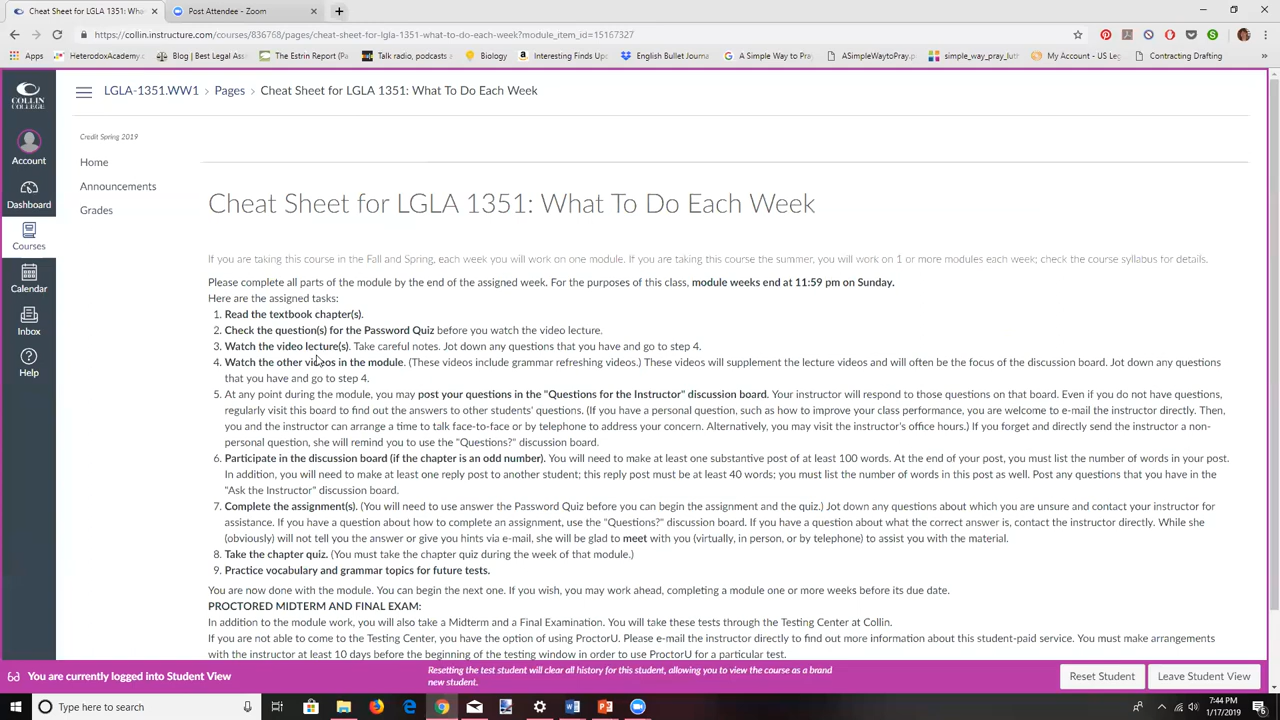 Cheat Sheet for LGLA-1351: Wh
Post Attendee - Zoom
https://collin.instructure.com/courses/836768/pages/cheat-sheet-for-lgla-1351-what-to-do-each-week?module_item_id=15167327
Apps HeterodoxAcademy.c Blog | Best Legal Asse The Estrin Report (Pa Talk radio, podcasts a Biology Interesting Finds Upd English Bullet Journa A Simple Way to Pra ASimpleWaytoPray.p simple_way_pray_luth My Account - US Leg Contracting Drafting
COLLIN COLLEGE
LGLA-1351.WW1 > Pages > Cheat Sheet for LGLA 1351: What To Do Each Week
Credit Spring 2019
Account
Home
Announcements
Dashboard
Grades
Courses
Calendar
Inbox
Help
Cheat Sheet for LGLA 1351: What To Do Each Week
If you are taking this course in the Fall and Spring, each week you will work on one module. If you are taking this course the summer, you will work on 1 or more modules each week; check the course syllabus for details.
Please complete all parts of the module by the end of the assigned week. For the purposes of this class, module weeks end at 11:59 pm on Sunday.
Here are the assigned tasks:
1. Read the textbook chapter(s).
2. Check the question(s) for the Password Quiz before you watch the video lecture.
3. Watch the video lecture(s). Take careful notes. Jot down any questions that you have and go to step 4.
4. Watch the other videos in the module. (These videos include grammar refreshing videos.) These videos will supplement the lecture videos and will often be the focus of the discussion board. Jot down any questions
that you have and go to step 4.
5. At any point during the module, you may post your questions in the "Questions for the Instructor" discussion board. Your instructor will respond to those questions on that board. Even if you do not have questions,
regularly visit this board to find out the answers to other students' questions. (If you have a personal question, such as how to improve your class performance, you are welcome to e-mail the instructor directly. Then,
you and the instructor can arrange a time to talk face-to-face or by telephone to address your concern. Alternatively, you may visit the instructor's office hours.) If you forget and directly send the instructor a non-
personal question, she will remind you to use the "Questions?" discussion board.
6. Participate in the discussion board (if the chapter is an odd number). You will need to make at least one substantive post of at least 100 words. At the end of your post, you must list the number of words in your post.
In addition, you will need to make at least one reply post to another student; this reply post must be at least 40 words; you must list the number of words in this post as well. Post any questions that you have in the
"Ask the Instructor" discussion board.
7. Complete the assignment(s). (You will need to use answer the Password Quiz before you can begin the assignment and the quiz.) Jot down any questions about which you are unsure and contact your instructor for
assistance. If you have a question about how to complete an assignment, use the "Questions?" discussion board. If you have a question about what the correct answer is, contact the instructor directly. While she
(obviously) will not tell you the answer or give you hints via e-mail, she will be glad to meet with you (virtually, in person, or by telephone) to assist you with the material.
8. Take the chapter quiz. (You must take the chapter quiz during the week of that module.)
9. Practice vocabulary and grammar topics for future tests.
You are now done with the module. You can begin the next one. If you wish, you may work ahead, completing a module one or more weeks before its due date.
PROCTORED MIDTERM AND FINAL EXAM:
In addition to the module work, you will also take a Midterm and a Final Examination. You will take these tests through the Testing Center at Collin.
If you are not able to come to the Testing Center, you have the option of using ProctorU. Please e-mail the instructor directly to find out more information about this student-paid service. You must make arrangements
with the instructor at least 10 days before the beginning of the testing window in order to use ProctorU for a particular test.
You are currently logged into Student View
Resetting the test student will clear all history for this student, allowing you to view the course as a brand
new student.
Reset Student
Leave Student View
Type here to search
7:44 PM
1/17/2019